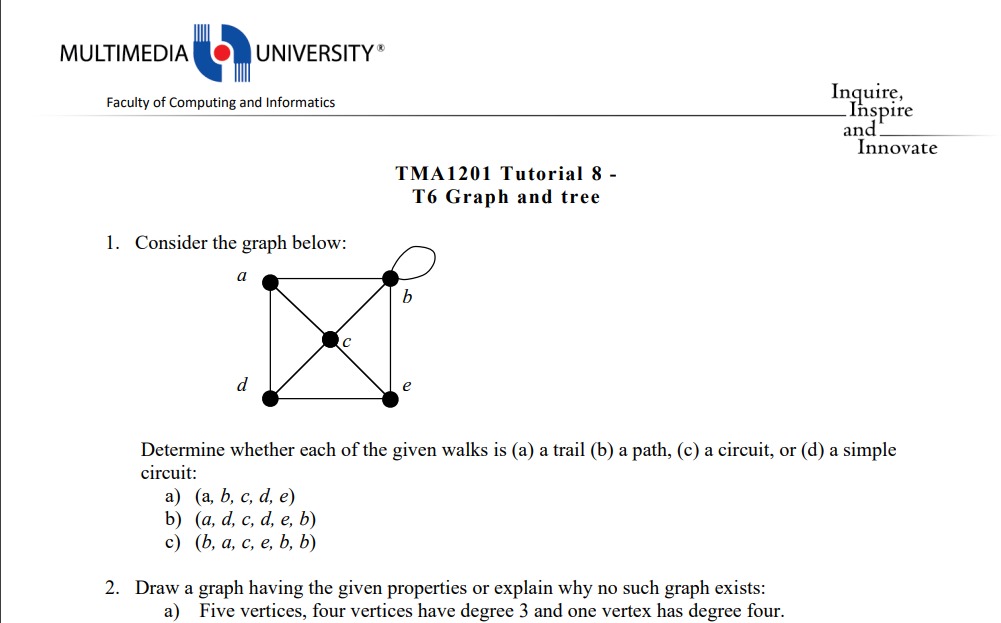 MULTIMEDIA UNIVERSITY®
Faculty of Computing and Informatics
Inquire,
Inspire
and
Innovate
TMA1201 Tutorial 8 -
T6 Graph and tree
1. Consider the graph below:
a
b
c
d
e
Determine whether each of the given walks is (a) a trail (b) a path, (c) a circuit, or (d) a simple
circuit:
a) (a, b, c, d, e)
b) (a, d, c, d, e, b)
c) (b, a, c, e, b, b)
2. Draw a graph having the given properties or explain why no such graph exists:
a) Five vertices, four vertices have degree 3 and one vertex has degree four.